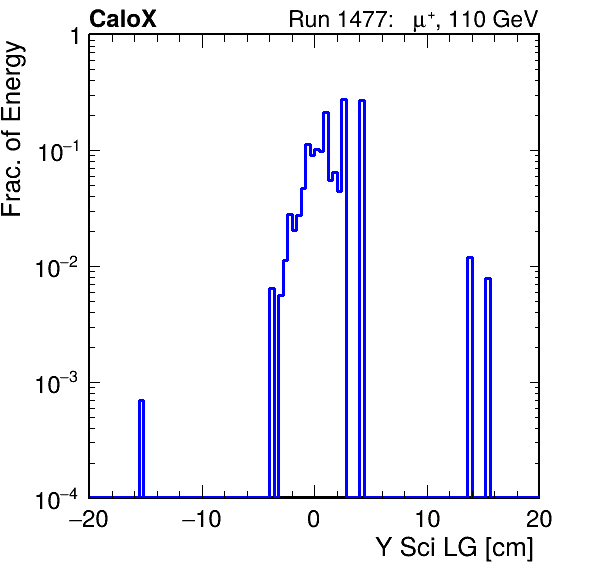 CaloX Run 1477: μ⁺, 110 GeV
Frac. of Energy
1
10⁻¹
10⁻²
10⁻³
10⁻⁴
−20 −10 0 10 20
Y Sci LG [cm]